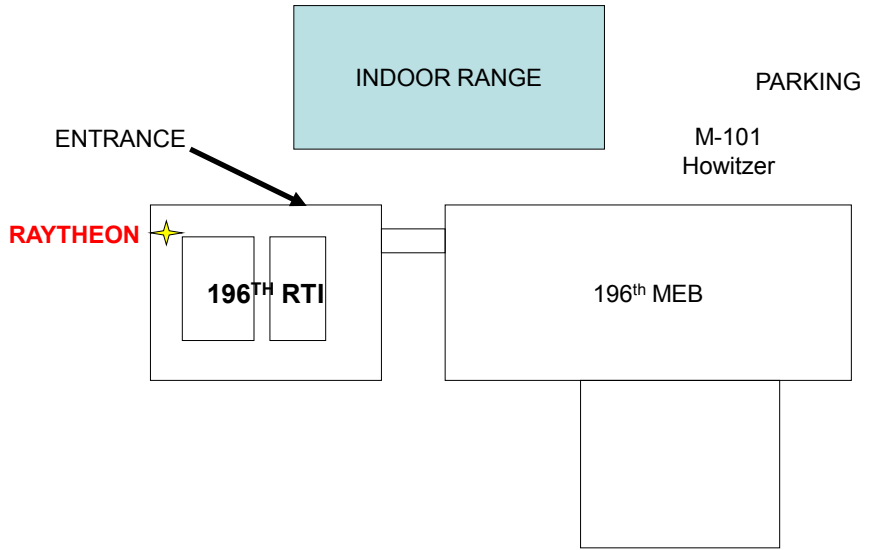 INDOOR RANGE
PARKING
ENTRANCE
M-101
Howitzer
RAYTHEON
196TH RTI
196th MEB